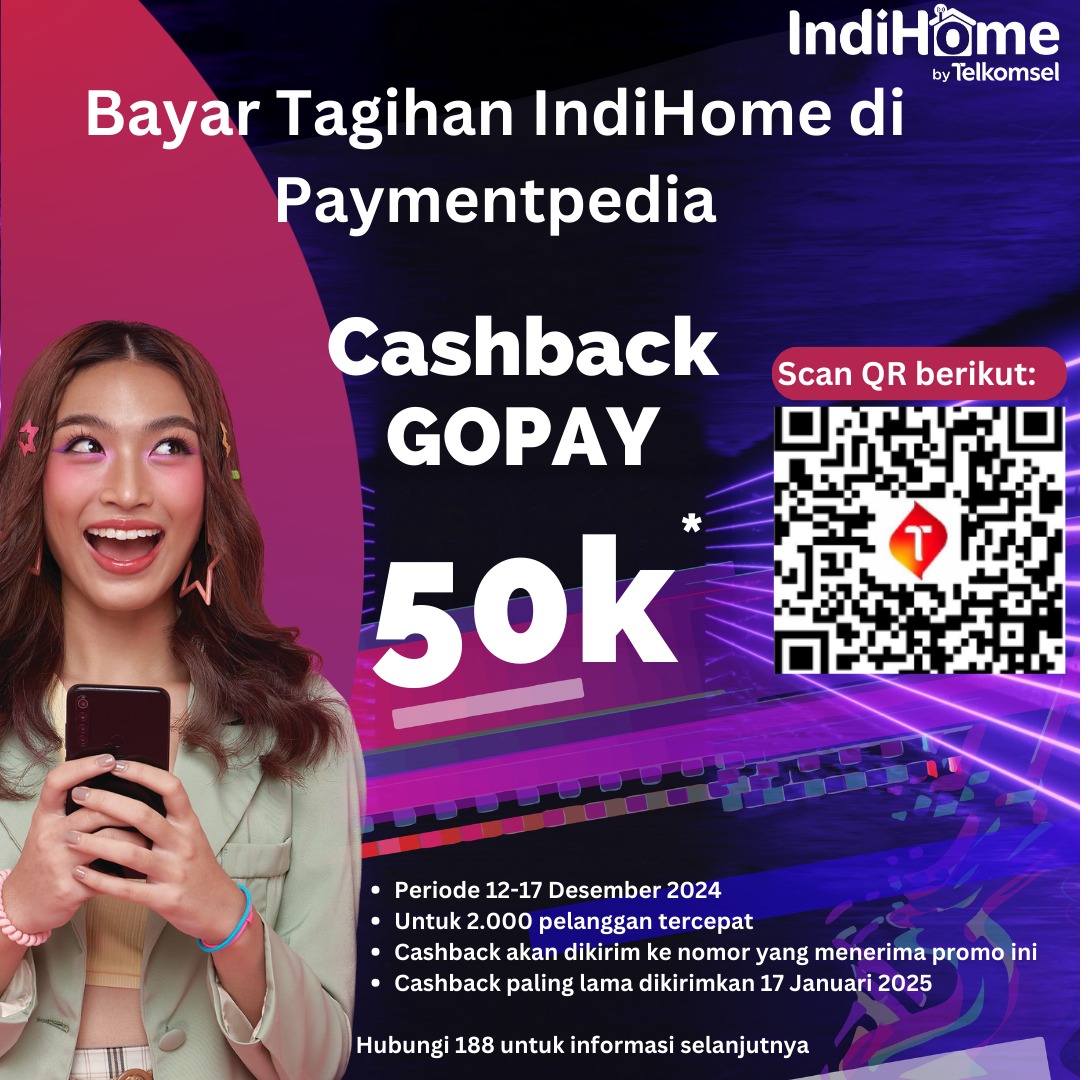 IndiHome
by Telkomsel
Bayar Tagihan IndiHome di
Paymentpedia
Cashback
GOPAY
50k*
Scan QR berikut:
T
• Periode 12-17 Desember 2024
• Untuk 2.000 pelanggan tercepat
• Cashback akan dikirim ke nomor yang menerima promo ini
• Cashback paling lama dikirimkan 17 Januari 2025
Hubungi 188 untuk informasi selanjutnya